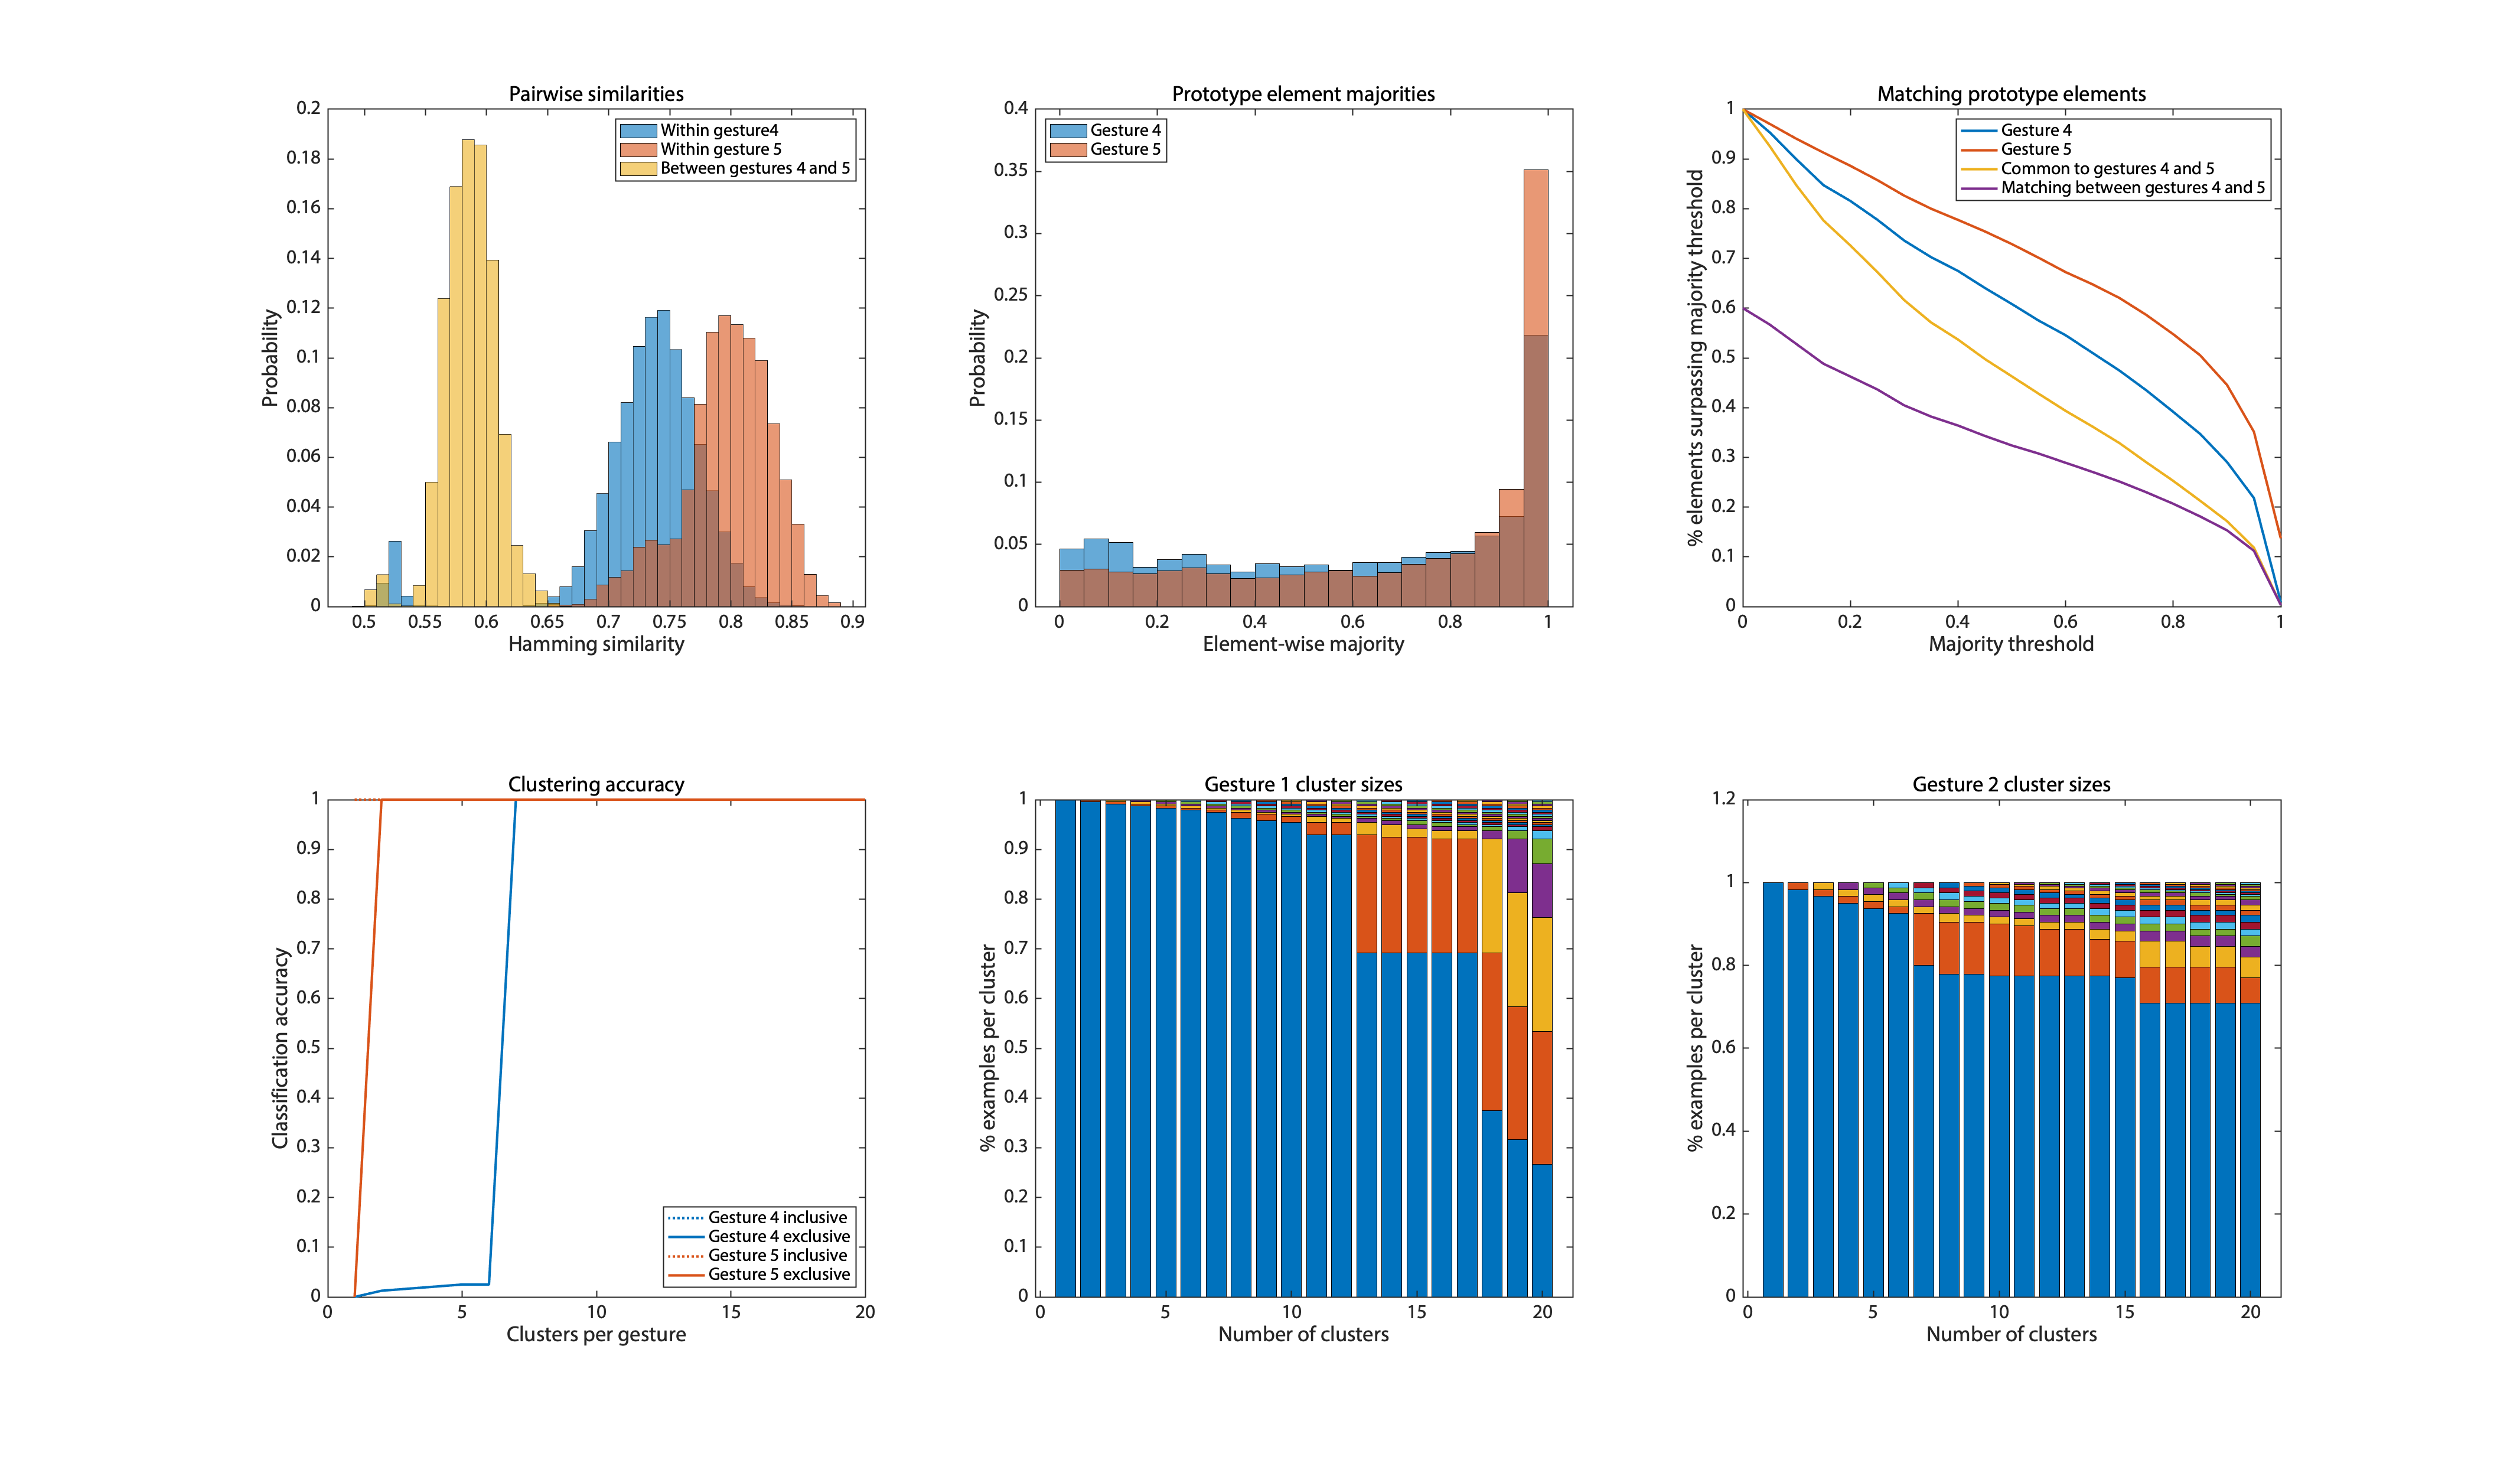 Pairwise similarities
0.2
0.18
0.16
0.14
0.12
0.1
0.08
0.06
0.04
0.02
0
Probability
Within gesture4
Within gesture 5
Between gestures 4 and 5
0.5 0.55 0.6 0.65 0.7 0.75 0.8 0.85 0.9
Hamming similarity
Prototype element majorities
0.4
0.35
0.3
0.25
0.2
0.15
0.1
0.05
0
Probability
Gesture 4
Gesture 5
0 0.2 0.4 0.6 0.8 1
Element-wise majority
Matching prototype elements
1
0.9
0.8
0.7
0.6
0.5
0.4
0.3
0.2
0.1
0
% elements surpassing majority threshold
Gesture 4
Gesture 5
Common to gestures 4 and 5
Matching between gestures 4 and 5
0 0.2 0.4 0.6 0.8 1
Majority threshold
Clustering accuracy
1
0.9
0.8
0.7
0.6
0.5
0.4
0.3
0.2
0.1
0
Classification accuracy
Gesture 4 inclusive
Gesture 4 exclusive
Gesture 5 inclusive
Gesture 5 exclusive
0 5 10 15 20
Clusters per gesture
Gesture 1 cluster sizes
1
0.9
0.8
0.7
0.6
0.5
0.4
0.3
0.2
0.1
0
% examples per cluster
0 5 10 15 20
Number of clusters
Gesture 2 cluster sizes
1.2
1
0.8
0.6
0.4
0.2
0
% examples per cluster
0 5 10 15 20
Number of clusters